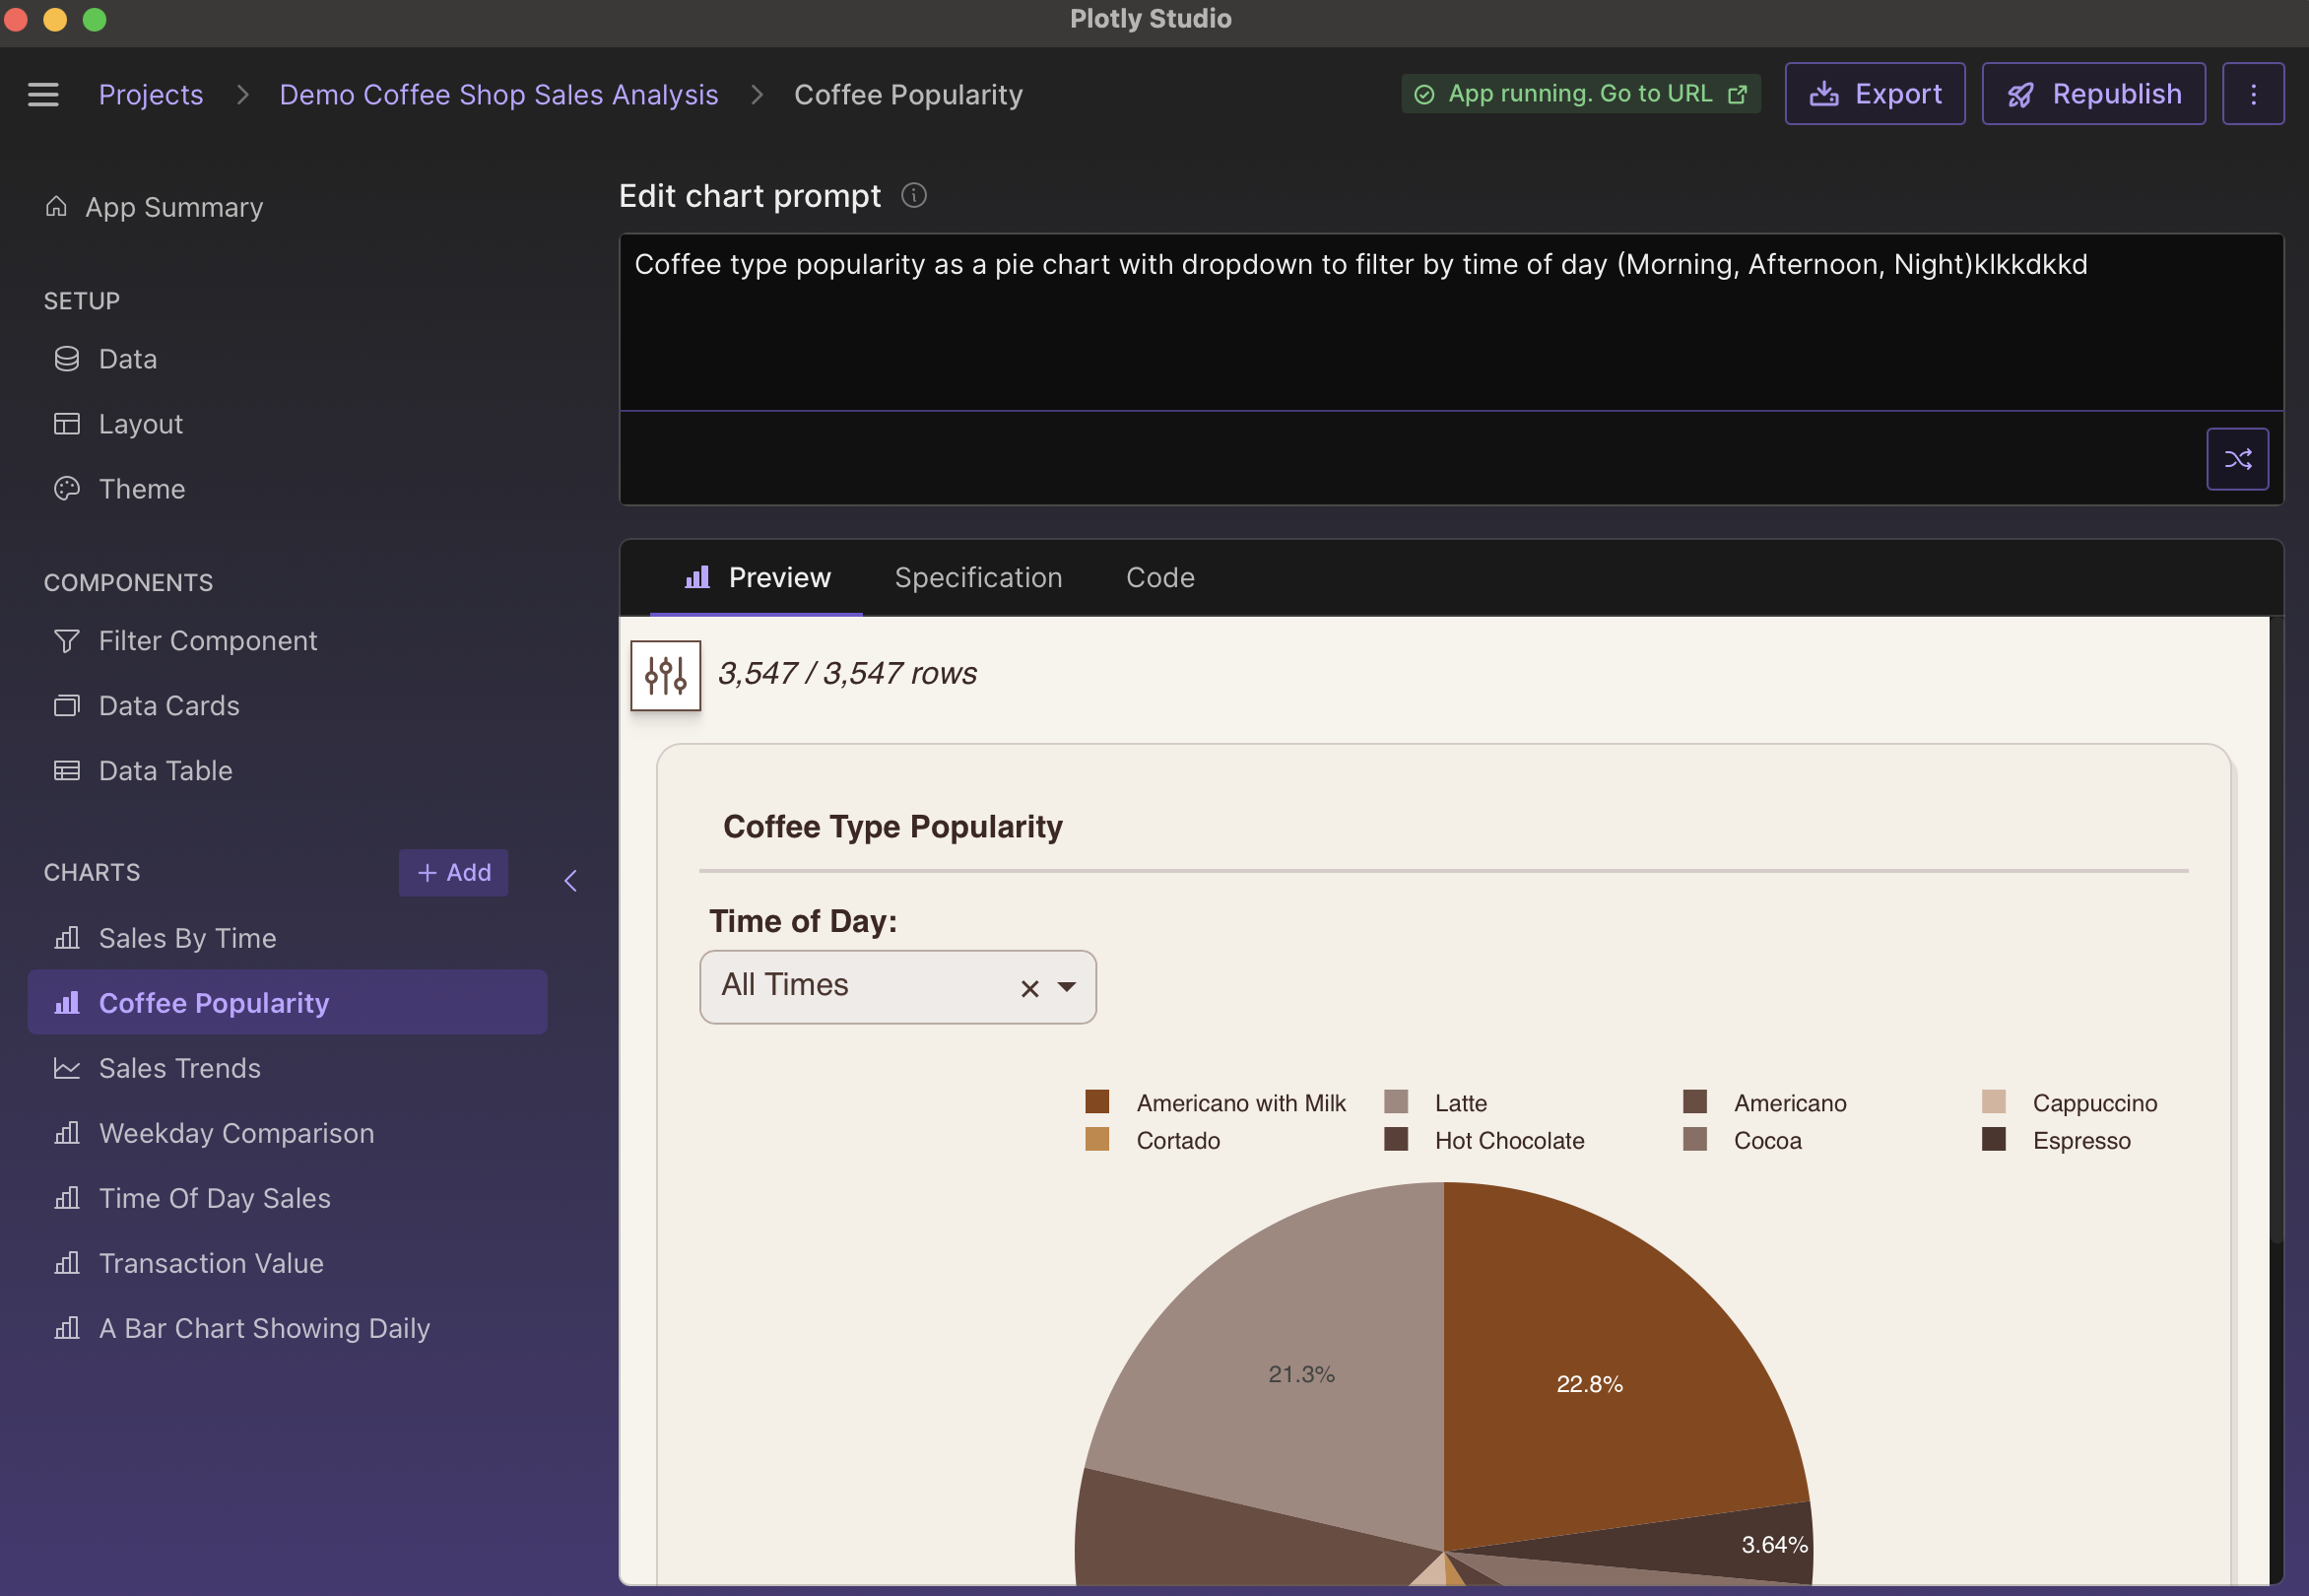 Plotly Studio
Projects > Demo Coffee Shop Sales Analysis > Coffee Popularity
App running. Go to URL
Export
Republish
App Summary
SETUP
Data
Layout
Theme
COMPONENTS
Filter Component
Data Cards
Data Table
CHARTS
+ Add
Sales By Time
Coffee Popularity
Sales Trends
Weekday Comparison
Time Of Day Sales
Transaction Value
A Bar Chart Showing Daily
Edit chart prompt
Coffee type popularity as a pie chart with dropdown to filter by time of day (Morning, Afternoon, Night)klkkdkkd
Preview
Specification
Code
3,547 / 3,547 rows
Coffee Type Popularity
Time of Day:
All Times
Americano with Milk
Latte
Americano
Cappuccino
Cortado
Hot Chocolate
Cocoa
Espresso
21.3%
22.8%
3.64%